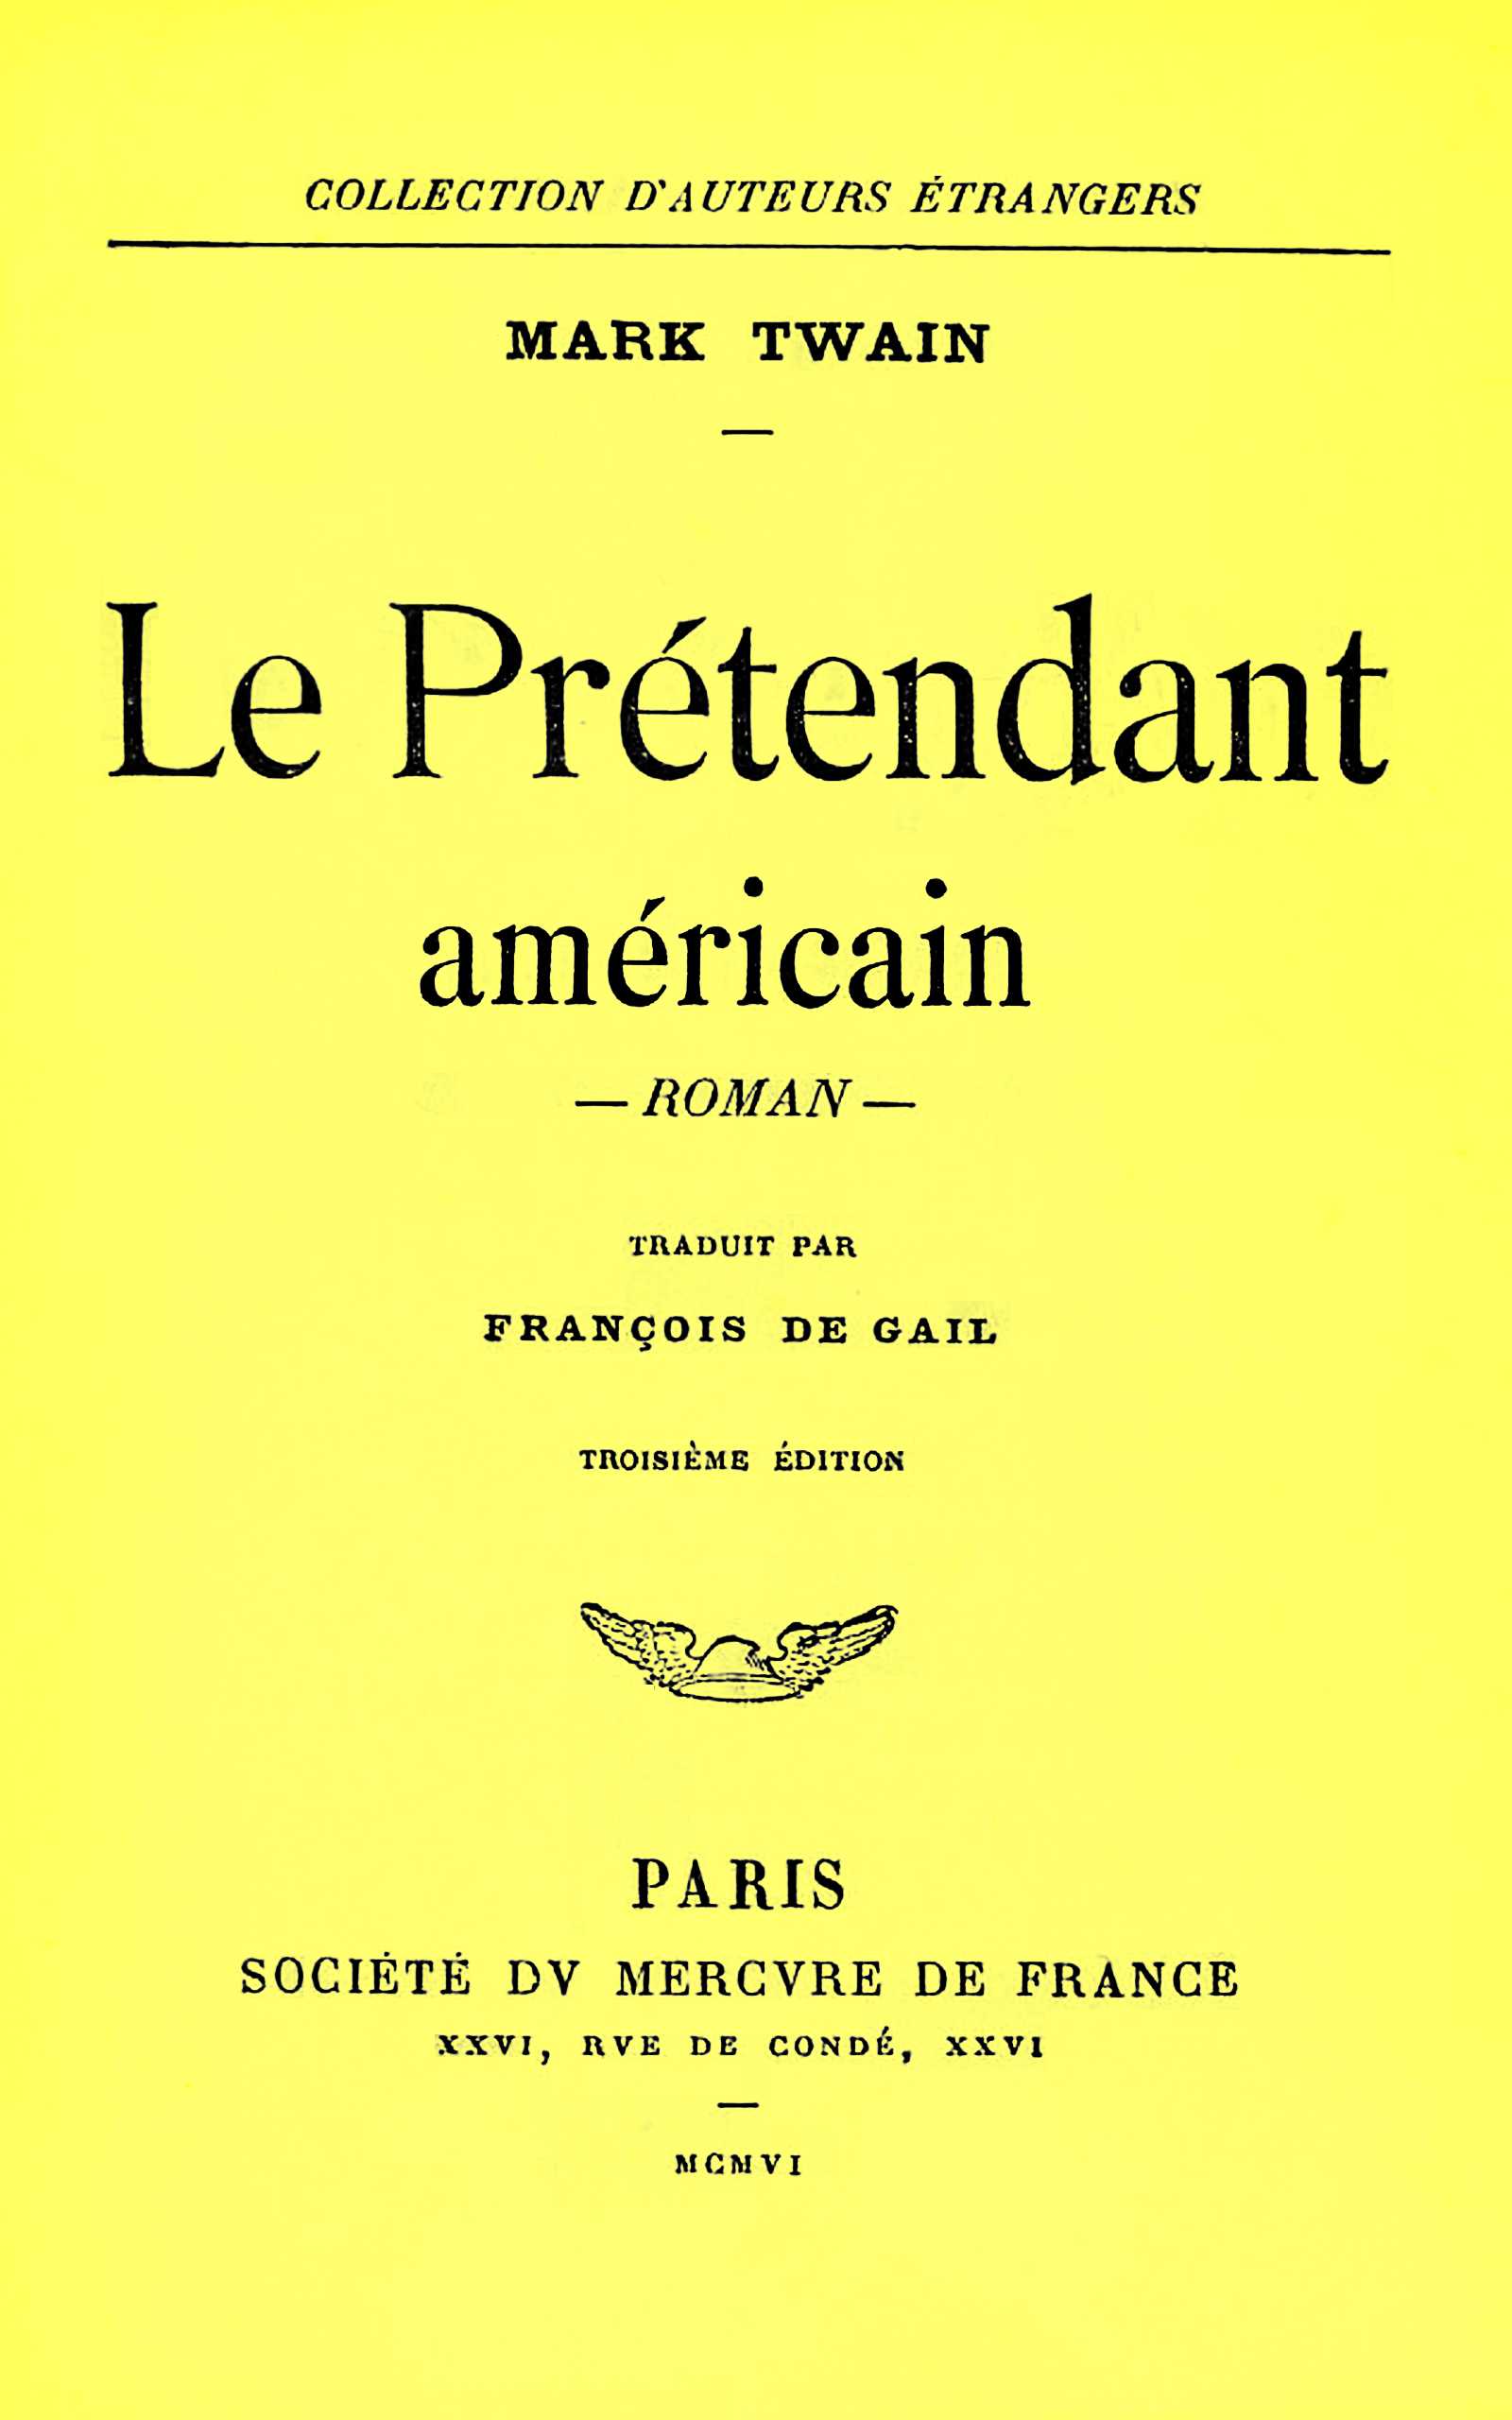 COLLECTION D'AUTEURS ÉTRANGERS
MARK TWAIN
—
Le Prétendant
américain
— ROMAN —
TRADUIT PAR
FRANÇOIS DE GAIL
TROISIÈME ÉDITION
PARIS
SOCIÉTÉ DV MERCVRE DE FRANCE
XXVI, RVE DE CONDÉ, XXVI
—
MCMVI